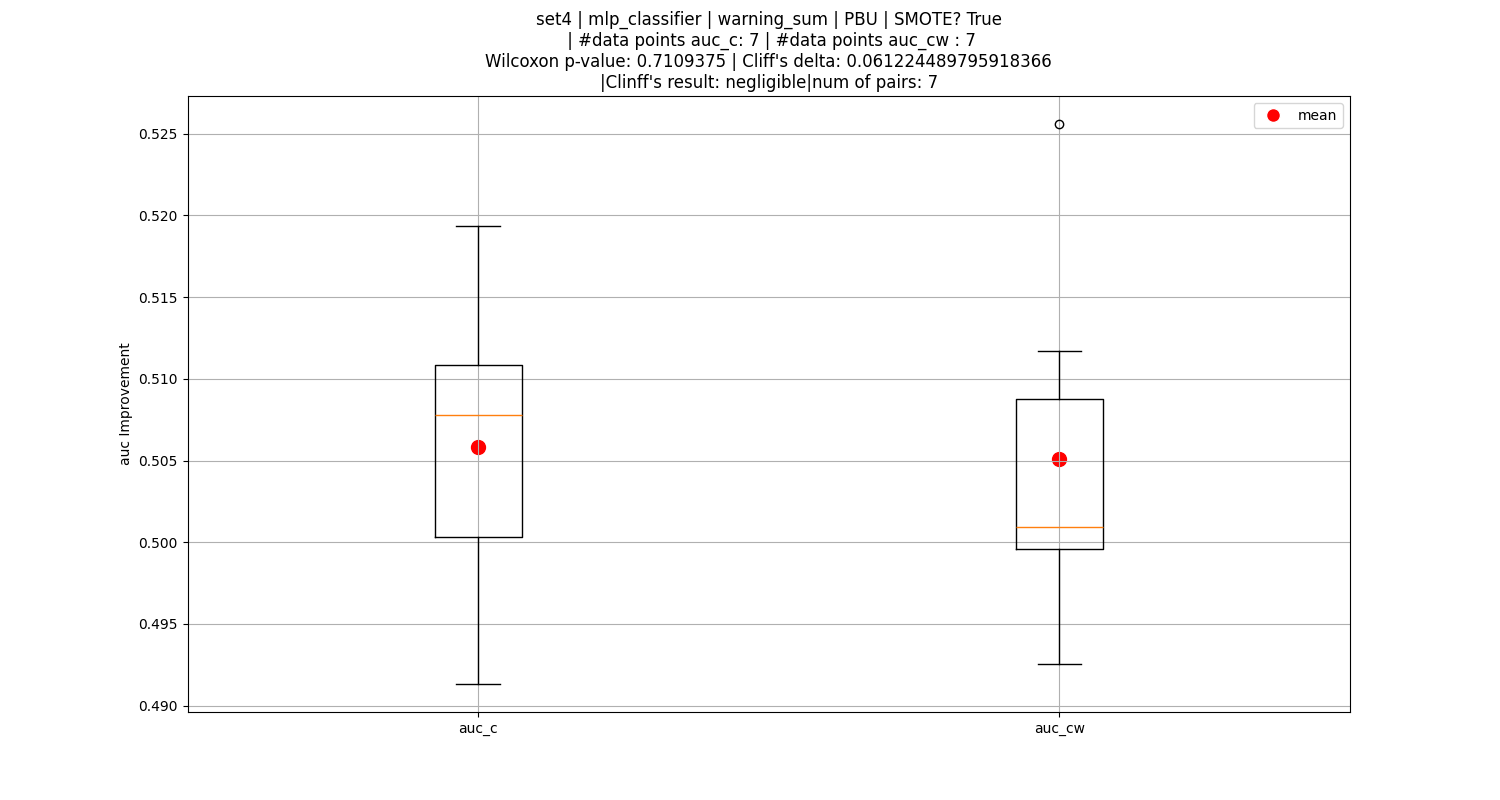 set4 | mlp_classifier | warning_sum | PBU | SMOTE? True
| #data points auc_c: 7 | #data points auc_cw : 7
Wilcoxon p-value: 0.7109375 | Cliff's delta: 0.061224489795918366
|Clinff's result: negligible|num of pairs: 7
mean
0.525
0.520
0.515
0.510
0.505
0.500
0.495
0.490
auc Improvement
auc_c
auc_cw